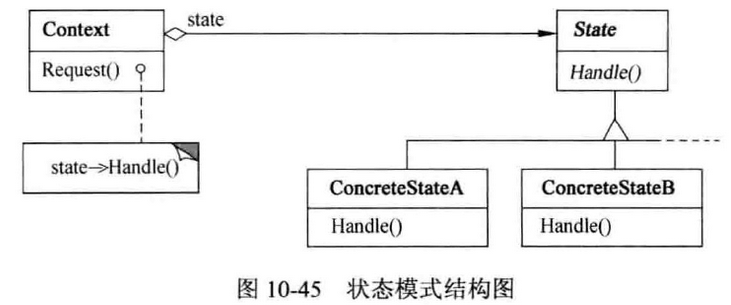 Context
state
State
Request()
Handle()
state->Handle()
ConcreteStateA
ConcreteStateB
Handle()
Handle()
图 10-45 状态模式结构图